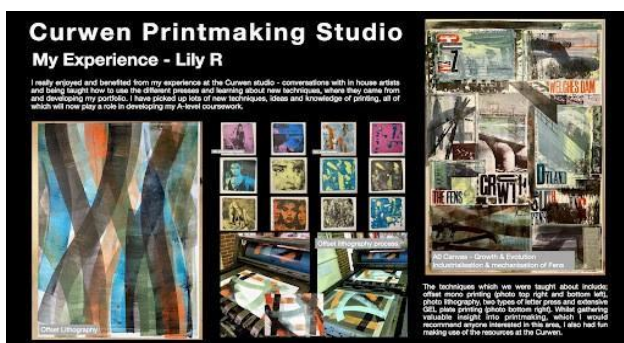 Curwen Printmaking Studio
My Experience - Lily R
I really enjoyed and benefited from my experience at the Curwen studio - conversations with in house artists
and being taught how to use the different presses and learning about new techniques, where they came from
and developing my portfolio. I have picked up lots of new techniques, ideas and knowledge of printing, all of
which will now play a role in developing my A-level coursework.
WELCHES DAM
DYLAN
GRWTH
THE FENS
Offset lithography process
Offset Lithography
A0 Canvas - Growth & Evolution
Industrialisation & mechanisation of Fens
The techniques which we were taught about include;
offset mono printing (photo top right and bottom left),
photo lithography, two types of letter press and extensive
GEL plate printing (photo bottom right). Whilst gathering
valuable insight into printmaking, which I would
recommend anyone interested in this area, I also had fun
making use of the resources at the Curwen.